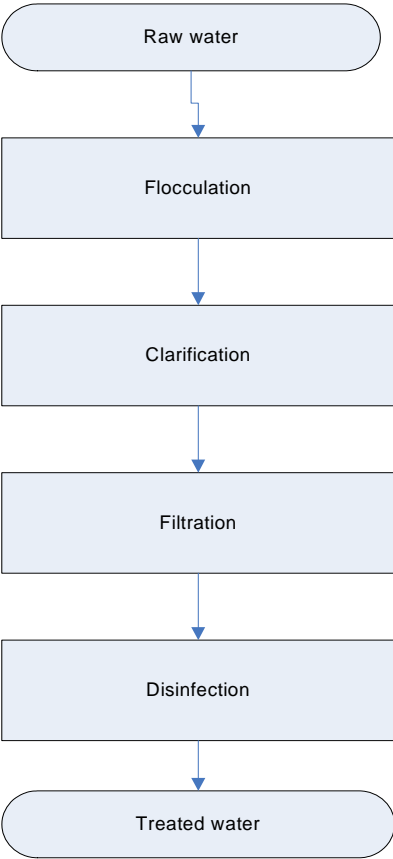 Raw water
Flocculation
Clarification
Filtration
Disinfection
Treated water